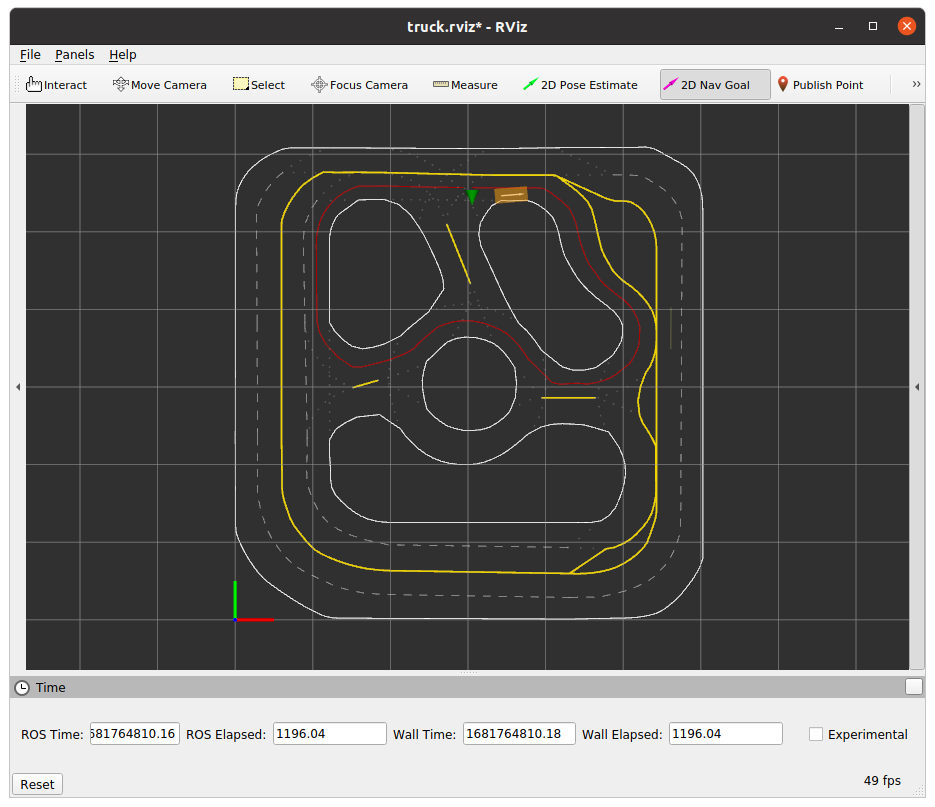 truck.rviz* - RViz
File Panels Help
Interact Move Camera Select Focus Camera Measure 2D Pose Estimate 2D Nav Goal Publish Point »
Time
ROS Time: 681764810.16 ROS Elapsed: 1196.04 Wall Time: 1681764810.18 Wall Elapsed: 1196.04 Experimental
Reset 49 fps